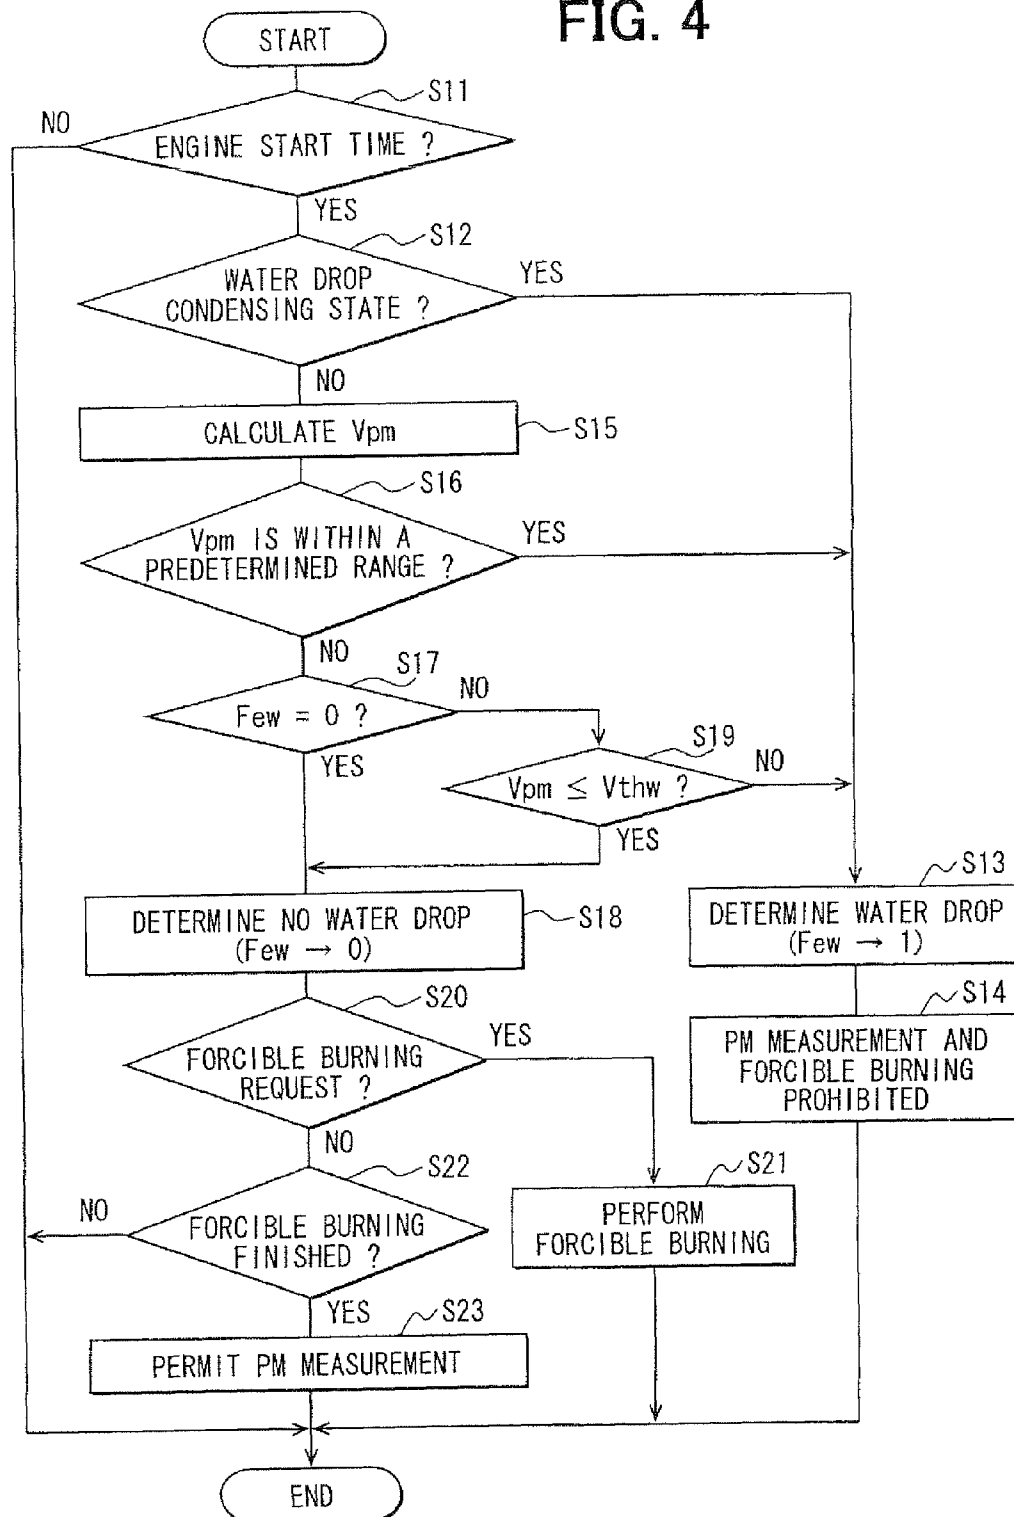 FIG. 4
START
S11
NO
ENGINE START TIME ?
YES
S12
WATER DROP
CONDENSING STATE ?
YES
NO
CALCULATE Vpm
S15
S16
Vpm IS WITHIN A
PREDETERMINED RANGE ?
YES
NO
S17
Few = 0 ?
NO
YES
S19
Vpm ≤ Vthw ?
NO
YES
S13
DETERMINE NO WATER DROP
(Few → 0)
S18
DETERMINE WATER DROP
(Few → 1)
S20
S14
FORCIBLE BURNING
REQUEST ?
YES
NO
PM MEASUREMENT AND
FORCIBLE BURNING
PROHIBITED
S22
S21
NO
FORCIBLE BURNING
FINISHED ?
YES
PERFORM
FORCIBLE BURNING
S23
PERMIT PM MEASUREMENT
END